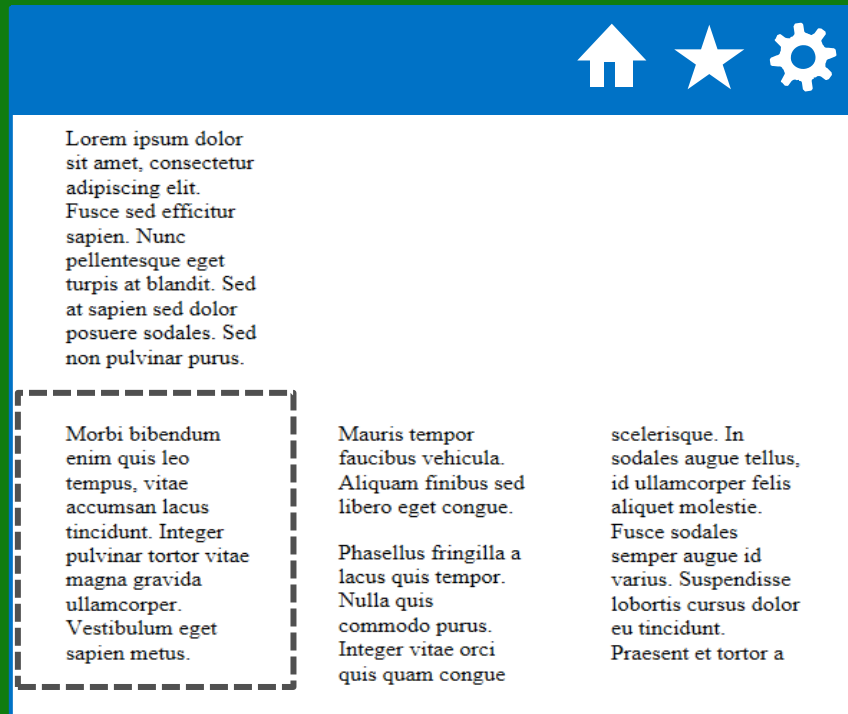 Lorem ipsum dolor
sit amet, consectetur
adipiscing elit.
Fusce sed efficitur
sapien. Nunc
pellentesque eget
turpis at blandit. Sed
at sapien sed dolor
posuere sodales. Sed
non pulvinar purus.
Morbi bibendum
enim quis leo
tempus, vitae
accumsan lacus
tincidunt. Integer
pulvinar tortor vitae
magna gravida
ullamcorper.
Vestibulum eget
sapien metus.
Mauris tempor
faucibus vehicula.
Aliquam finibus sed
libero eget congue.
Phasellus fringilla a
lacus quis tempor.
Nulla quis
commodo purus.
Integer vitae orci
quis quam congue
scelerisque. In
sodales augue tellus,
id ullamcorper felis
aliquet molestie.
Fusce sodales
semper augue id
varius. Suspendisse
lobortis cursus dolor
eu tincidunt.
Praesent et tortor a